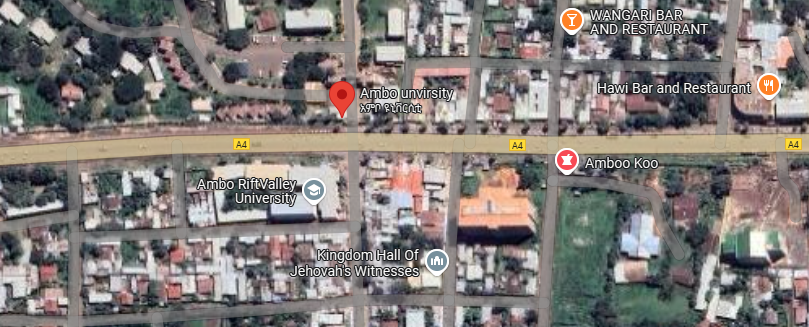 WANGARI BAR
AND RESTAURANT
Hawi Bar and Restaurant
Ambo unvirsity
አምቦ ዩኒቨርሲቲ
A4
A4
A4
Amboo Koo
Ambo RiftValley
University
Kingdom Hall Of
Jehovah's Witnesses